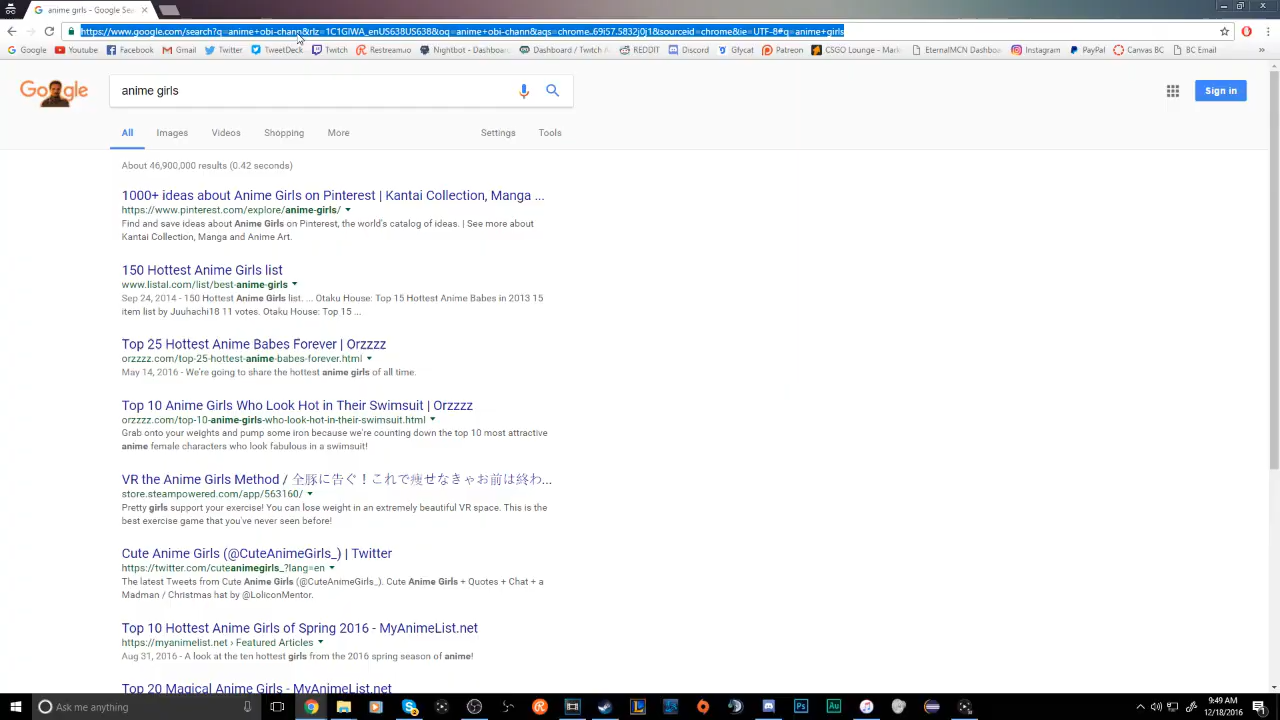 anime girls - Google Sea
https://www.google.com/search?q=anime+obi-chann&rlz=1C1GIWA_enUS638US638&oq=anime+obi-chann&aqs=chrome..69i57.5832j0j1&sourceid=chrome&ie=UTF-8#q=anime+girls
Google Youtube Facebook Gmail Twitter TweetDeck Twitch Restreamuo Nightbot - Dashboa Dashboard / Twitch A REDDIT Discord Glycat Patreon CSGO Lounge - Mark EternalMCN Dashboa Instagram PayPal Canvas BC BC Email
Google anime girls Sign in
All Images Videos Shopping More Settings Tools
About 46,900,000 results (0.42 seconds)
1000+ ideas about Anime Girls on Pinterest | Kantai Collection, Manga ...
https://www.pinterest.com/explore/anime-girls/
Find and save ideas about Anime Girls on Pinterest, the world's catalog of ideas. | See more about
Kantai Collection, Manga and Anime Art.
150 Hottest Anime Girls list
www.listal.com/list/best-anime-girls
Sep 24, 2014 - 150 Hottest Anime Girls list. ... Otaku House: Top 15 Hottest Anime Babes in 2013 15
item list by Juuhachi18 11 votes. Otaku House: Top 15 ...
Top 25 Hottest Anime Babes Forever | Orzzzz
orzzzz.com/top-25-hottest-anime-babes-forever.html
May 14, 2016 - We're going to share the hottest anime girls of all time.
Top 10 Anime Girls Who Look Hot in Their Swimsuit | Orzzzz
orzzzz.com/top-10-anime-girls-who-look-hot-in-their-swimsuit.html
Grab onto your weights and pump some iron because we're counting down the top 10 most attractive
anime female characters who look fabulous in a swimsuit!
VR the Anime Girls Method / 全豚に告ぐ！これで痩せなきゃお前は終わ...
store.steampowered.com/app/563160/
Pretty girls support your exercise! You can lose weight in an extremely beautiful VR space. This is the
best exercise game that you've never seen before!
Cute Anime Girls (@CuteAnimeGirls_) | Twitter
https://twitter.com/cuteanimegirls_?lang=en
The latest Tweets from Cute Anime Girls (@CuteAnimeGirls_). Cute Anime Girls + Quotes + Chat + a
Madman / Christmas hat by @LoliconMentor.
Top 10 Hottest Anime Girls of Spring 2016 - MyAnimeList.net
https://myanimelist.net › Featured Articles
Aug 31, 2016 - A look at the ten hottest girls from the 2016 spring season of anime!
Top 20 Magical Anime Girls - MyAnimeList.net
Ask me anything
9:49 AM
12/18/2016